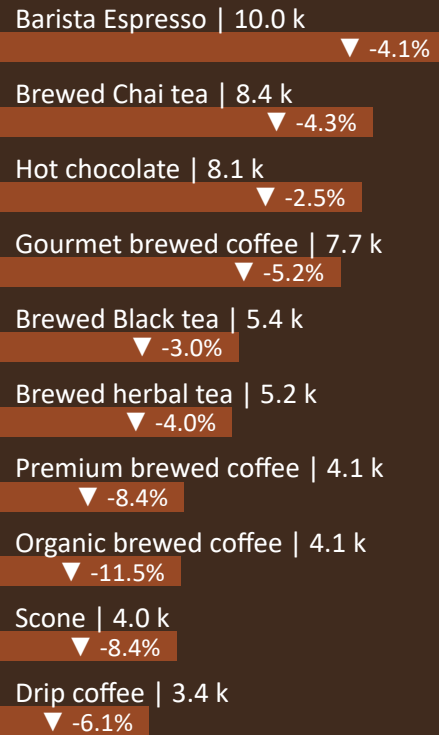 Barista Espresso | 10.0 k
▼ -4.1%
Brewed Chai tea | 8.4 k
▼ -4.3%
Hot chocolate | 8.1 k
▼ -2.5%
Gourmet brewed coffee | 7.7 k
▼ -5.2%
Brewed Black tea | 5.4 k
▼ -3.0%
Brewed herbal tea | 5.2 k
▼ -4.0%
Premium brewed coffee | 4.1 k
▼ -8.4%
Organic brewed coffee | 4.1 k
▼ -11.5%
Scone | 4.0 k
▼ -8.4%
Drip coffee | 3.4 k
▼ -6.1%